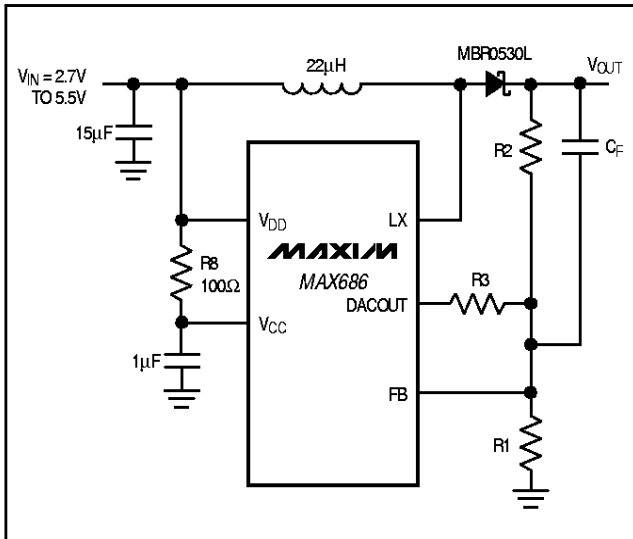 MBR0530L
V_IN = 2.7V
TO 5.5V
22µH
V_OUT
15µF
R2
C_F
V_DD
LX
MAXIM
MAX686
R8
100Ω
R3
DACOUT
V_CC
1µF
FB
R1